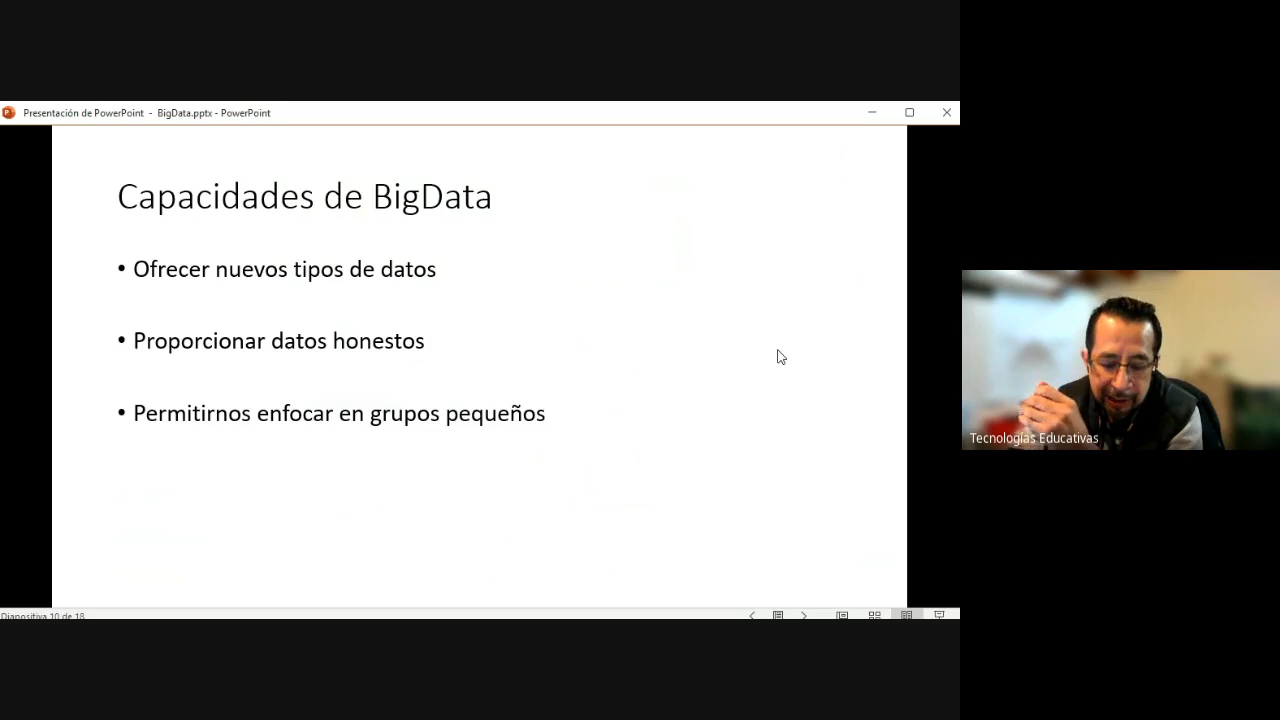 Presentación de PowerPoint - BigData.pptx - PowerPoint
Capacidades de BigData
• Ofrecer nuevos tipos de datos
• Proporcionar datos honestos
• Permitirnos enfocar en grupos pequeños
Tecnologías Educativas
Diapositiva 10 de 18